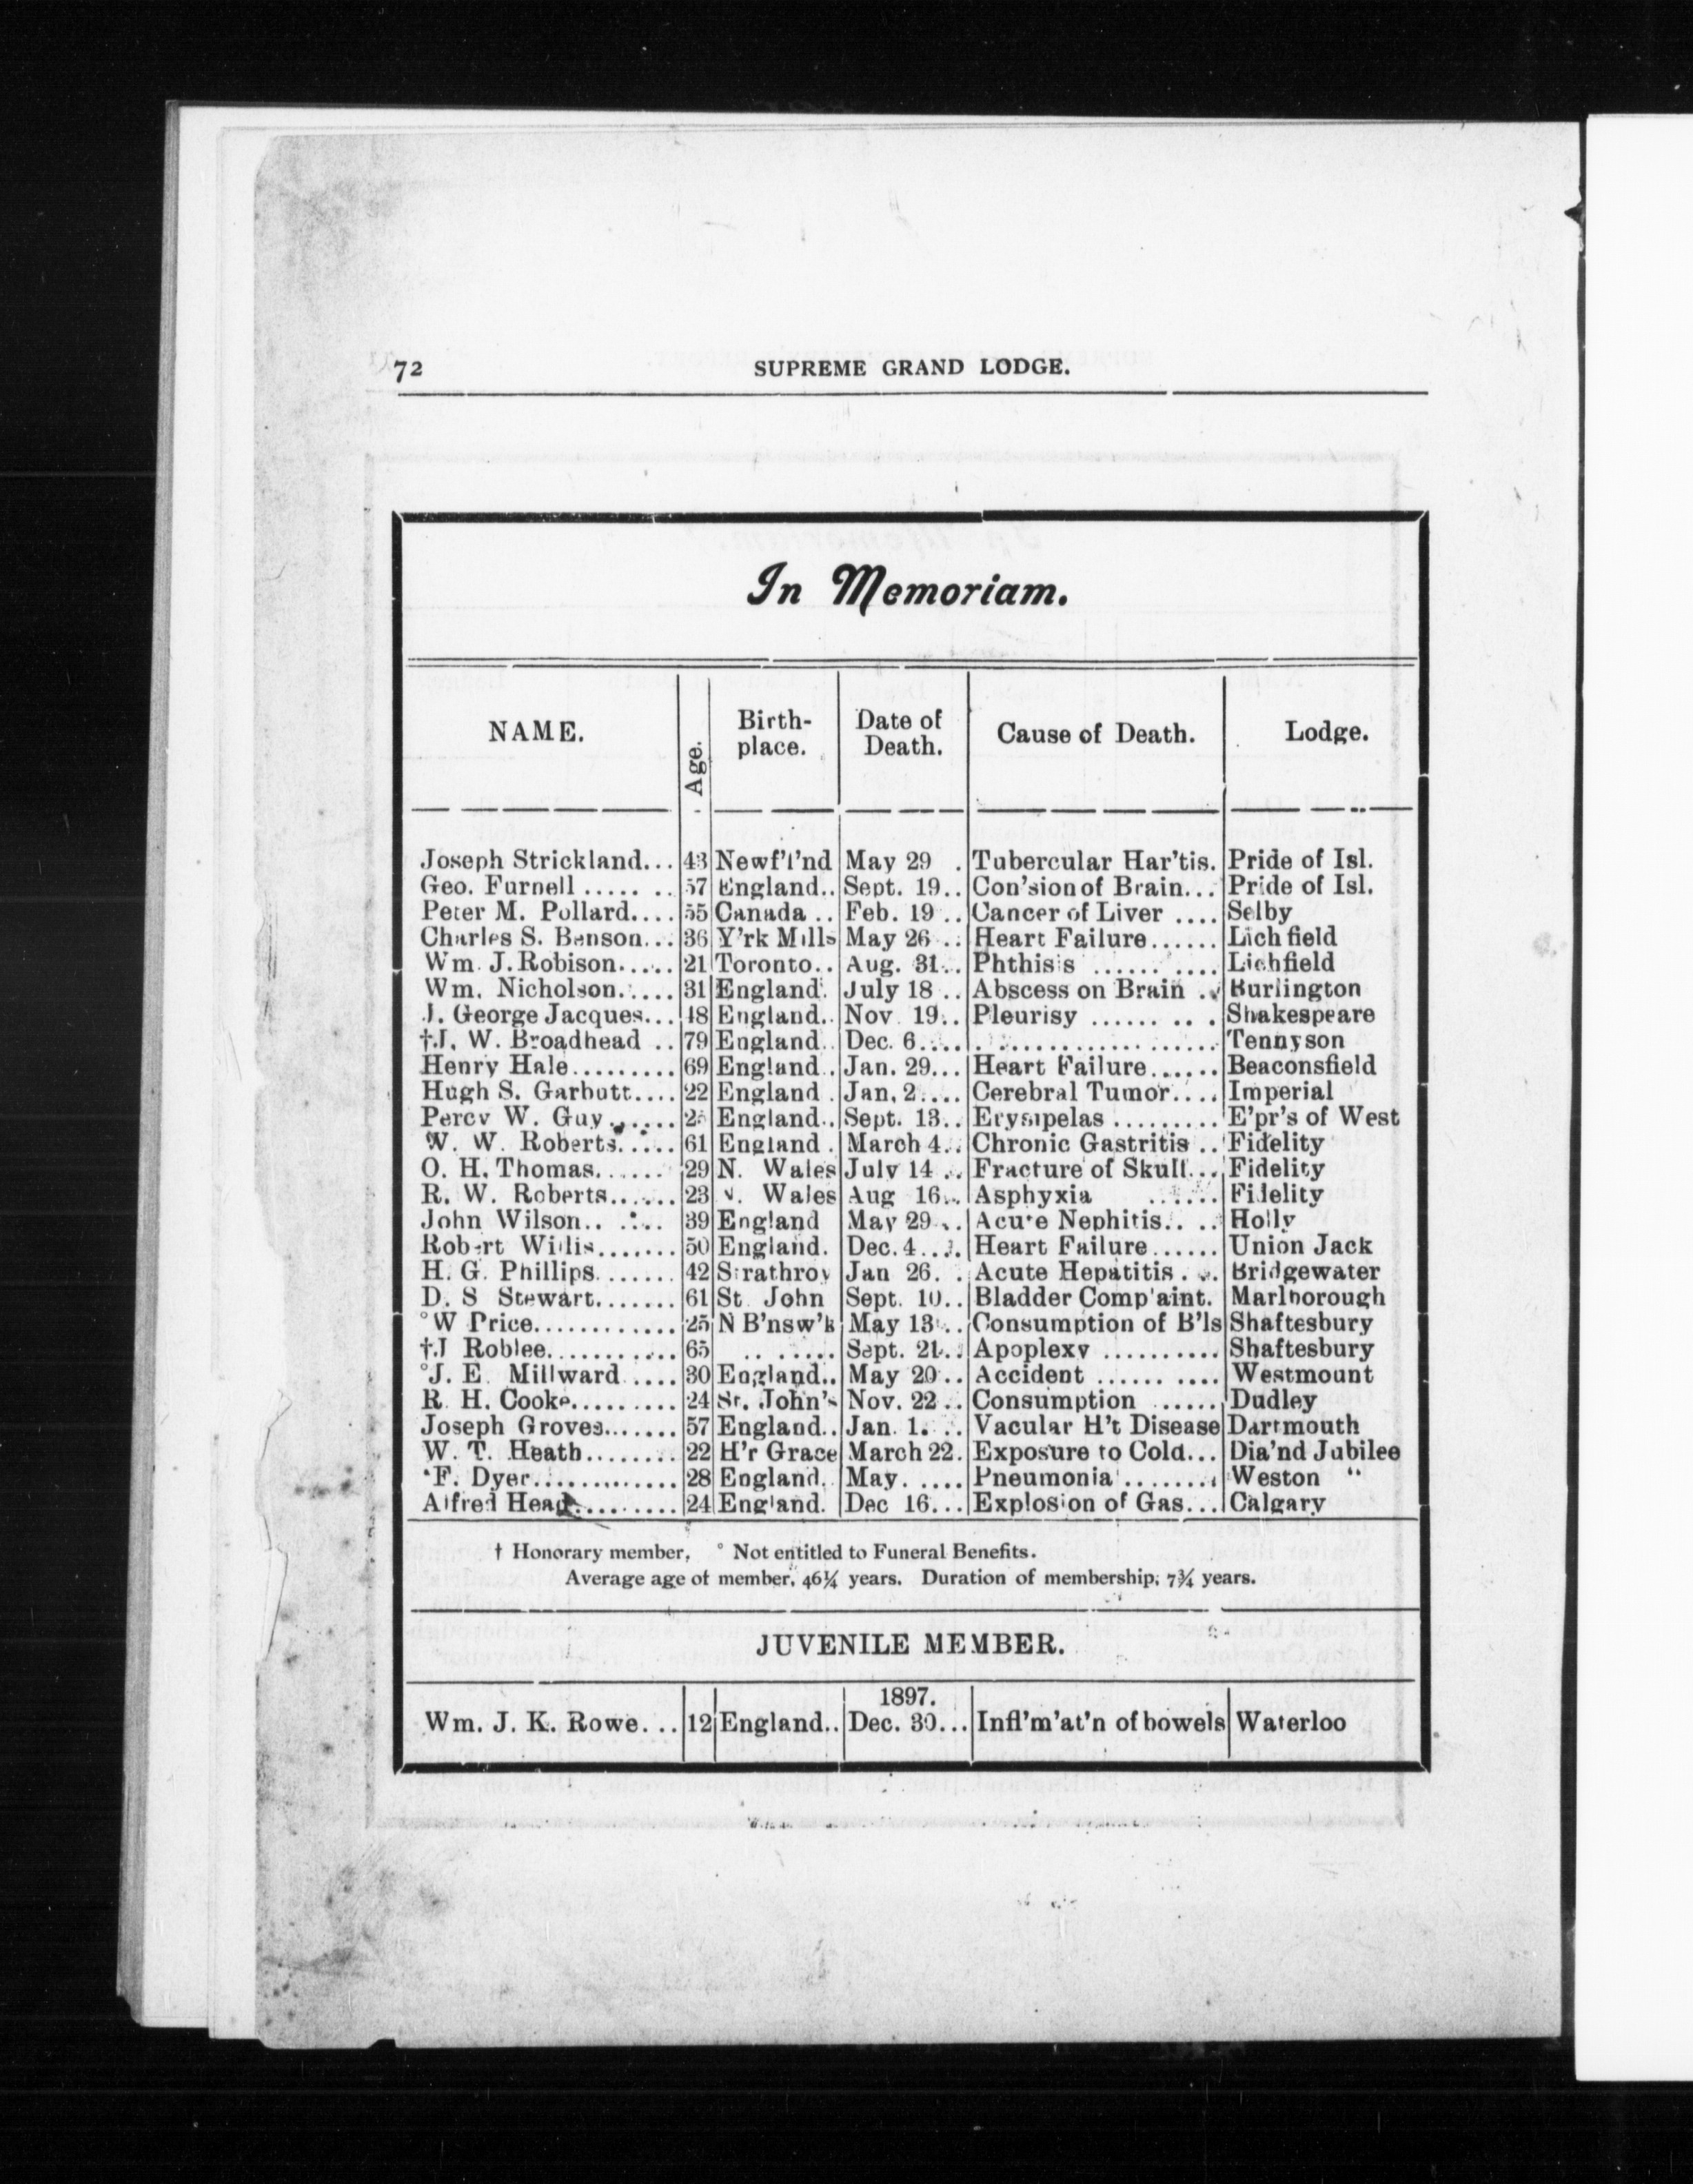 72 SUPREME GRAND LODGE.
In Memoriam.
NAME. Age. Birth-place. Date of Death. Cause of Death. Lodge.
Joseph Strickland... 43 Newf'l'nd May 29 . Tubercular Har'tis. Pride of Isl.
Geo. Furnell ..... .. 57 England.. Sept. 19.. Con'sion of Brain... Pride of Isl.
Peter M. Pollard.... 55 Canada .. Feb. 19 .. Cancer of Liver .... Selby
Charles S. Benson... 36 Y'rk Mills May 26 .. Heart Failure...... Lichfield
Wm. J. Robison..... 21 Toronto.. Aug. 31.. Phthisis ...... .... Lichfield
Wm. Nicholson..... 31 England. July 18 .. Abscess on Brain .. Burlington
J. George Jacques... 48 England.. Nov. 19.. Pleurisy ...... .. . Shakespeare
†J. W. Broadhead .. 79 England.. Dec. 6.... . .................. Tennyson
Henry Hale......... 69 England.. Jan. 29... Heart Failure...... Beaconsfield
Hugh S. Garbutt.... 22 England . Jan. 2.... Cerebral Tumor.... Imperial
Percy W. Guy...... England.. Sept. 13.. Erysipelas ......... E'pr's of West
W. W. Roberts..... 61 England . March 4.. Chronic Gastritis .. Fidelity
O. H. Thomas...... 29 N. Wales July 14 .. Fracture of Skull... Fidelity
R. W. Roberts...... 23 N. Wales Aug 16.. Asphyxia ...... Fidelity
John Wilson.. .... 39 England May 29... Acute Nephitis.. .. Holly
Robert Willis....... 50 England. Dec. 4.... Heart Failure...... Union Jack
H. G. Phillips....... 42 Strathroy Jan 26. . Acute Hepatitis . .. Bridgewater
D. S Stewart....... 61 St. John Sept. 10.. Bladder Complaint. Marlborough
°W Price............ 25 N B'nsw'k May 13.. Consumption of B'ls Shaftesbury
†J Roblee........... 65 .. ..... Sept. 21.. Apoplexy .......... Shaftesbury
°J. E. Millward .... 30 England.. May 20.. Accident ...... .... Westmount
R. H. Cooke......... 24 St. John's Nov. 22 .. Consumption ...... Dudley
Joseph Groves....... 57 England.. Jan. 1. .. Vacular H't Disease Dartmouth
W. T. Heath........ 22 H'r Grace March 22. Exposure to Cold... Dia'nd Jubilee
°F. Dyer............. 28 England. May. .... Pneumonia ........ Weston "
Alfred Head......... 24 England. Dec 16... Explosion of Gas... Calgary
† Honorary member, ° Not entitled to Funeral Benefits.
Average age of member, 46¼ years. Duration of membership, 7¾ years.
JUVENILE MEMBER.
1897.
Wm. J. K. Rowe... 12 England.. Dec. 30... Infl'm'at'n of bowels Waterloo